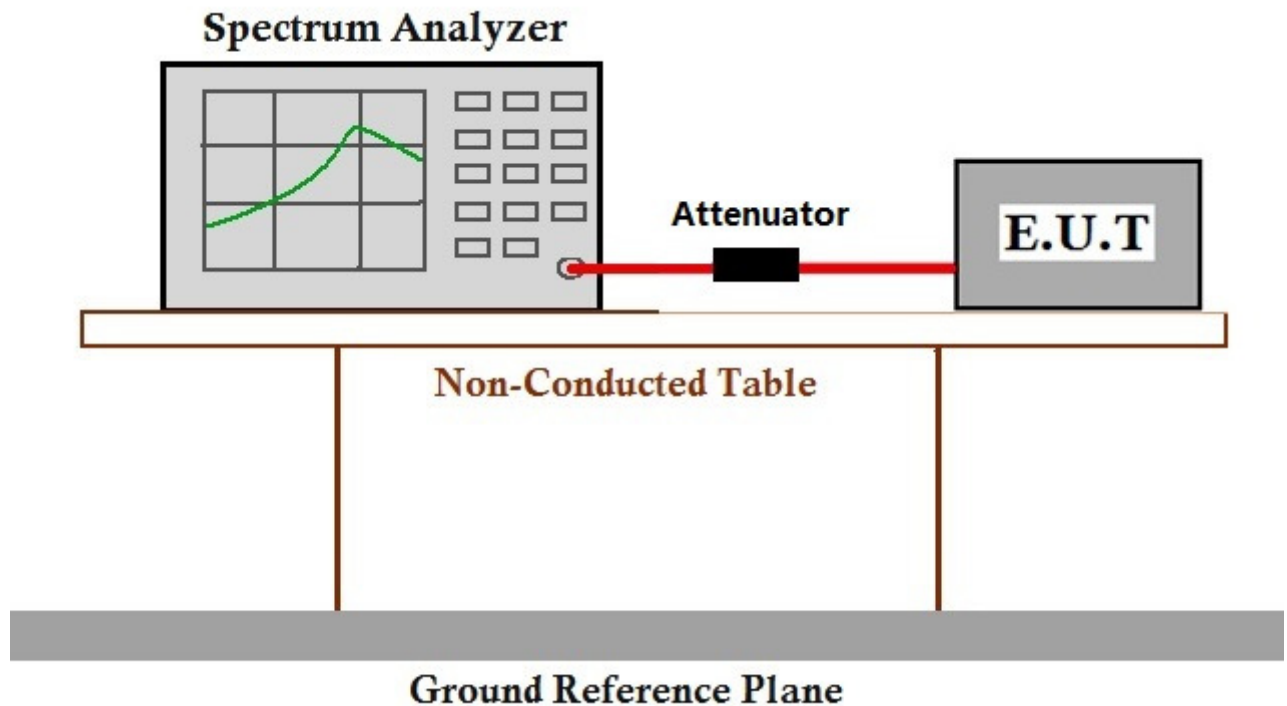 Spectrum Analyzer
Attenuator
E.U.T
Non-Conducted Table
Ground Reference Plane